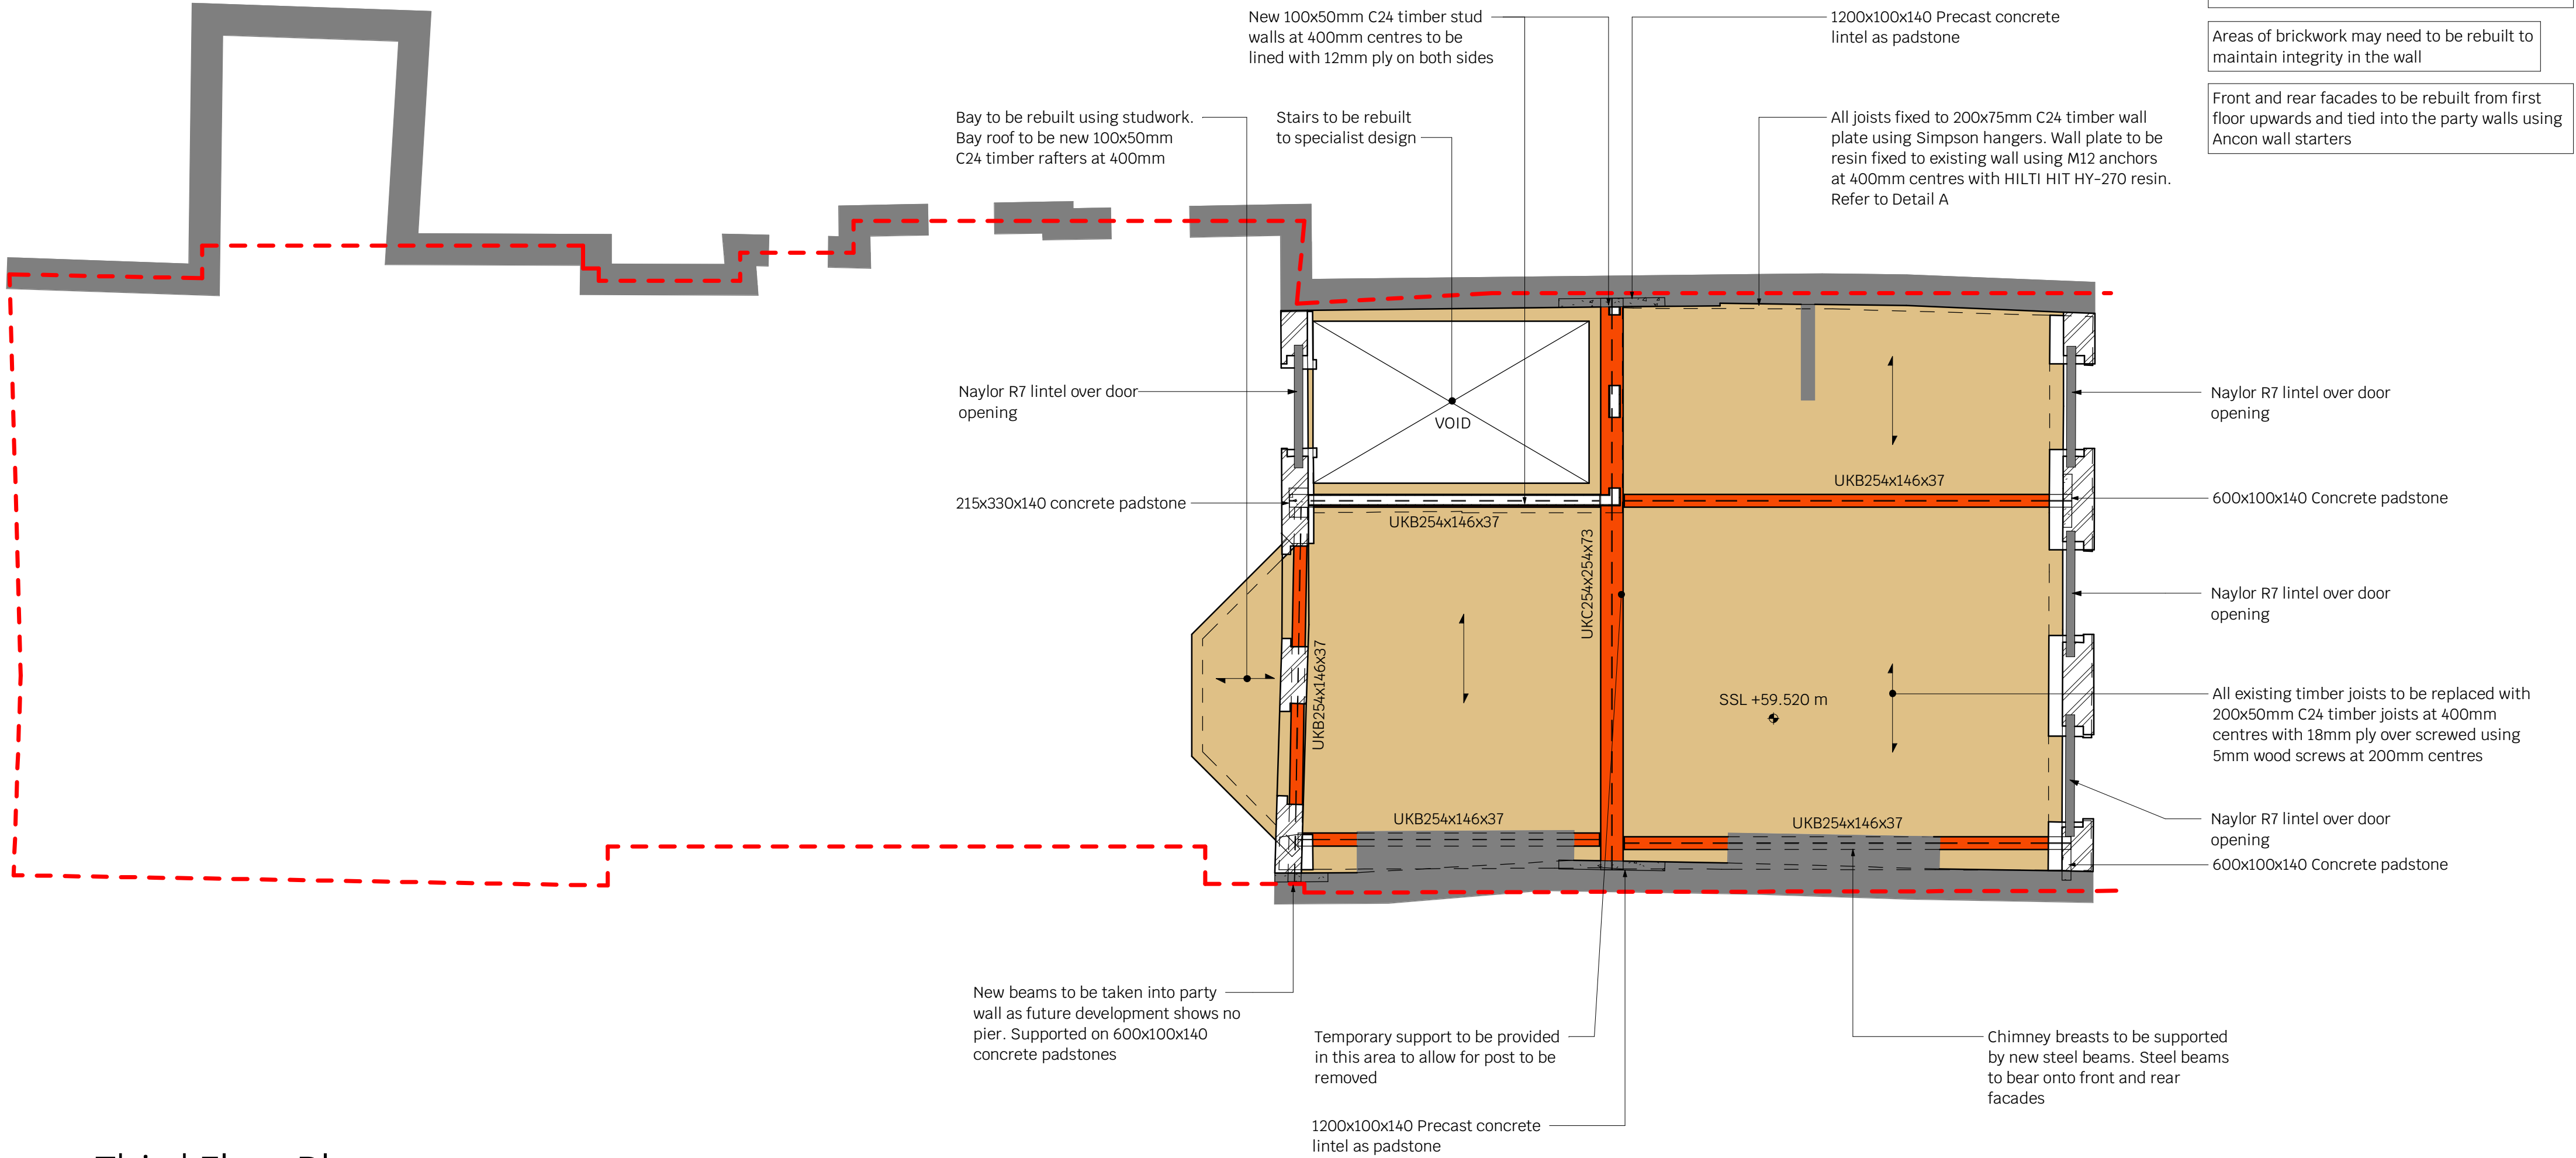 New 100x50mm C24 timber stud
walls at 400mm centres to be
lined with 12mm ply on both sides
1200x100x140 Precast concrete
lintel as padstone
Areas of brickwork may need to be rebuilt to
maintain integrity in the wall
Front and rear facades to be rebuilt from first
floor upwards and tied into the party walls using
Ancon wall starters
Bay to be rebuilt using studwork.
Bay roof to be new 100x50mm
C24 timber rafters at 400mm
Stairs to be rebuilt
to specialist design
All joists fixed to 200x75mm C24 timber wall
plate using Simpson hangers. Wall plate to be
resin fixed to existing wall using M12 anchors
at 400mm centres with HILTI HIT HY-270 resin.
Refer to Detail A
Naylor R7 lintel over door
opening
VOID
Naylor R7 lintel over door
opening
215x330x140 concrete padstone
UKB254x146x37
UKB254x146x37
600x100x140 Concrete padstone
UKC254x254x73
Naylor R7 lintel over door
opening
UKB254x146x37
SSL +59.520 m
All existing timber joists to be replaced with
200x50mm C24 timber joists at 400mm
centres with 18mm ply over screwed using
5mm wood screws at 200mm centres
UKB254x146x37
UKB254x146x37
Naylor R7 lintel over door
opening
600x100x140 Concrete padstone
New beams to be taken into party
wall as future development shows no
pier. Supported on 600x100x140
concrete padstones
Temporary support to be provided
in this area to allow for post to be
removed
Chimney breasts to be supported
by new steel beams. Steel beams
to bear onto front and rear
facades
1200x100x140 Precast concrete
lintel as padstone